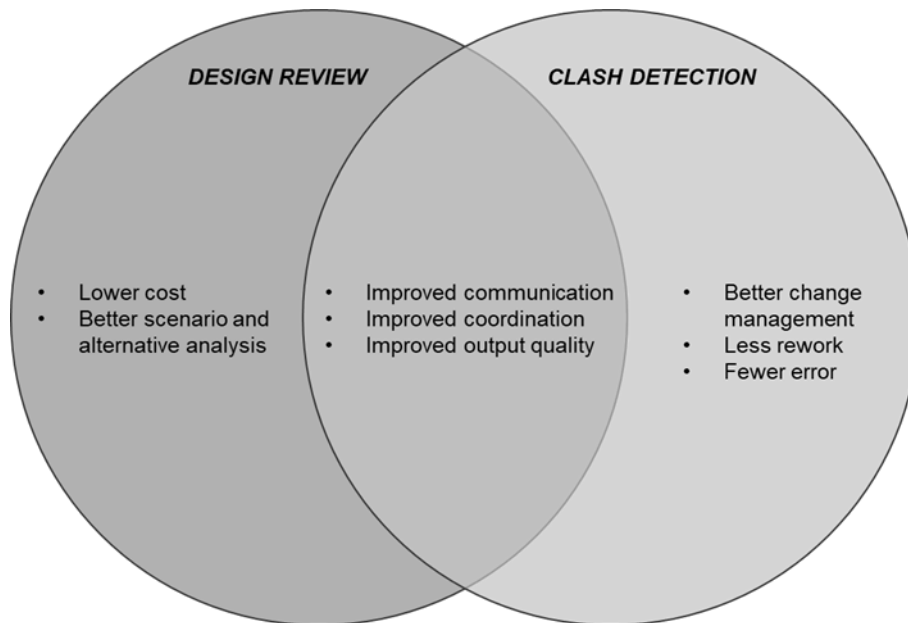 DESIGN REVIEW
CLASH DETECTION
• Lower cost
• Better scenario and
alternative analysis
• Improved communication
• Improved coordination
• Improved output quality
• Better change
management
• Less rework
• Fewer error